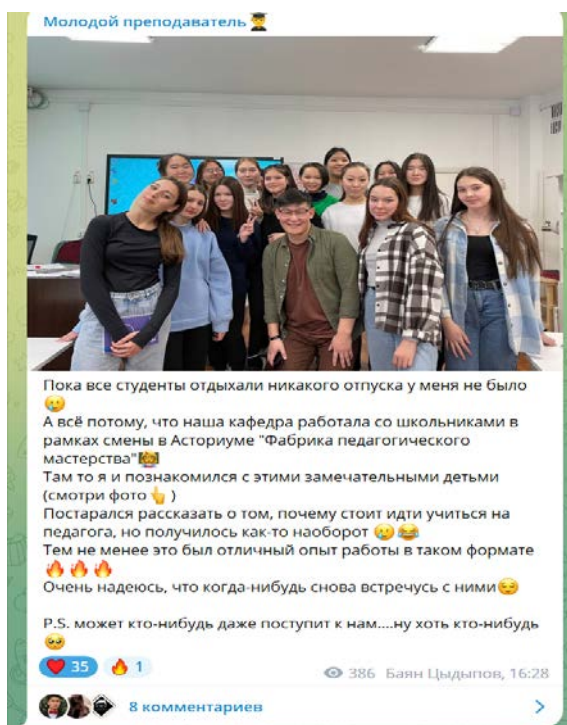 Молодой преподаватель👨‍🎓
Пока все студенты отдыхали никакого отпуска у меня не было
🥲
А всё потому, что наша кафедра работала со школьниками в
рамках смены в Асториуме "Фабрика педагогического
мастерства"👩‍🏫
Там то я и познакомился с этими замечательными детьми
(смотри фото👆)
Постарался рассказать о том, почему стоит идти учиться на
педагога, но получилось как-то наоборот 🥲😂
Тем не менее это был отличный опыт работы в таком формате
🔥🔥🔥
Очень надеюсь, что когда-нибудь снова встречусь с ними😌
P.S. может кто-нибудь даже поступит к нам....ну хоть кто-нибудь
🥺
❤ 35 🔥 1
386 Баян Цыдыпов, 16:28
8 комментариев